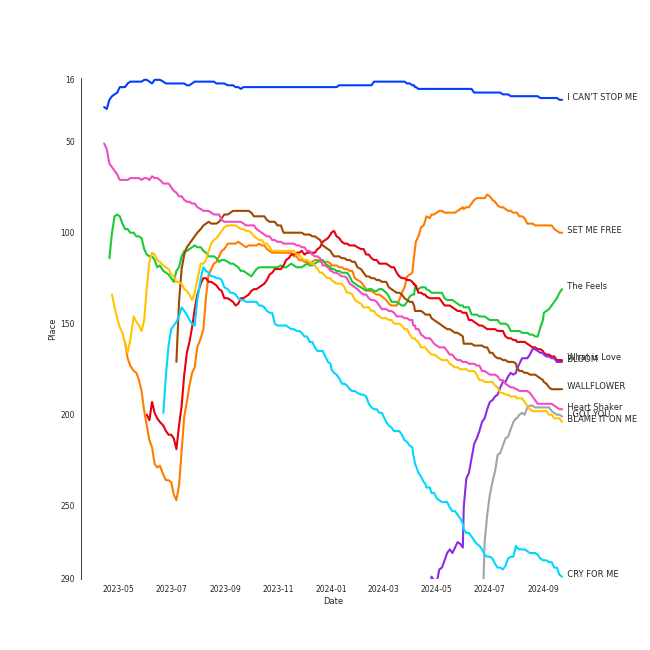 16
50
100
150
200
250
290
Place
2023-05
2023-07
2023-09
2023-11
2024-01
2024-03
2024-05
2024-07
2024-09
Date
I CAN'T STOP ME
SET ME FREE
The Feels
What is Love
BLOOM
WALLFLOWER
Heart Shaker
I GOT YOU
BLAME IT ON ME
CRY FOR ME